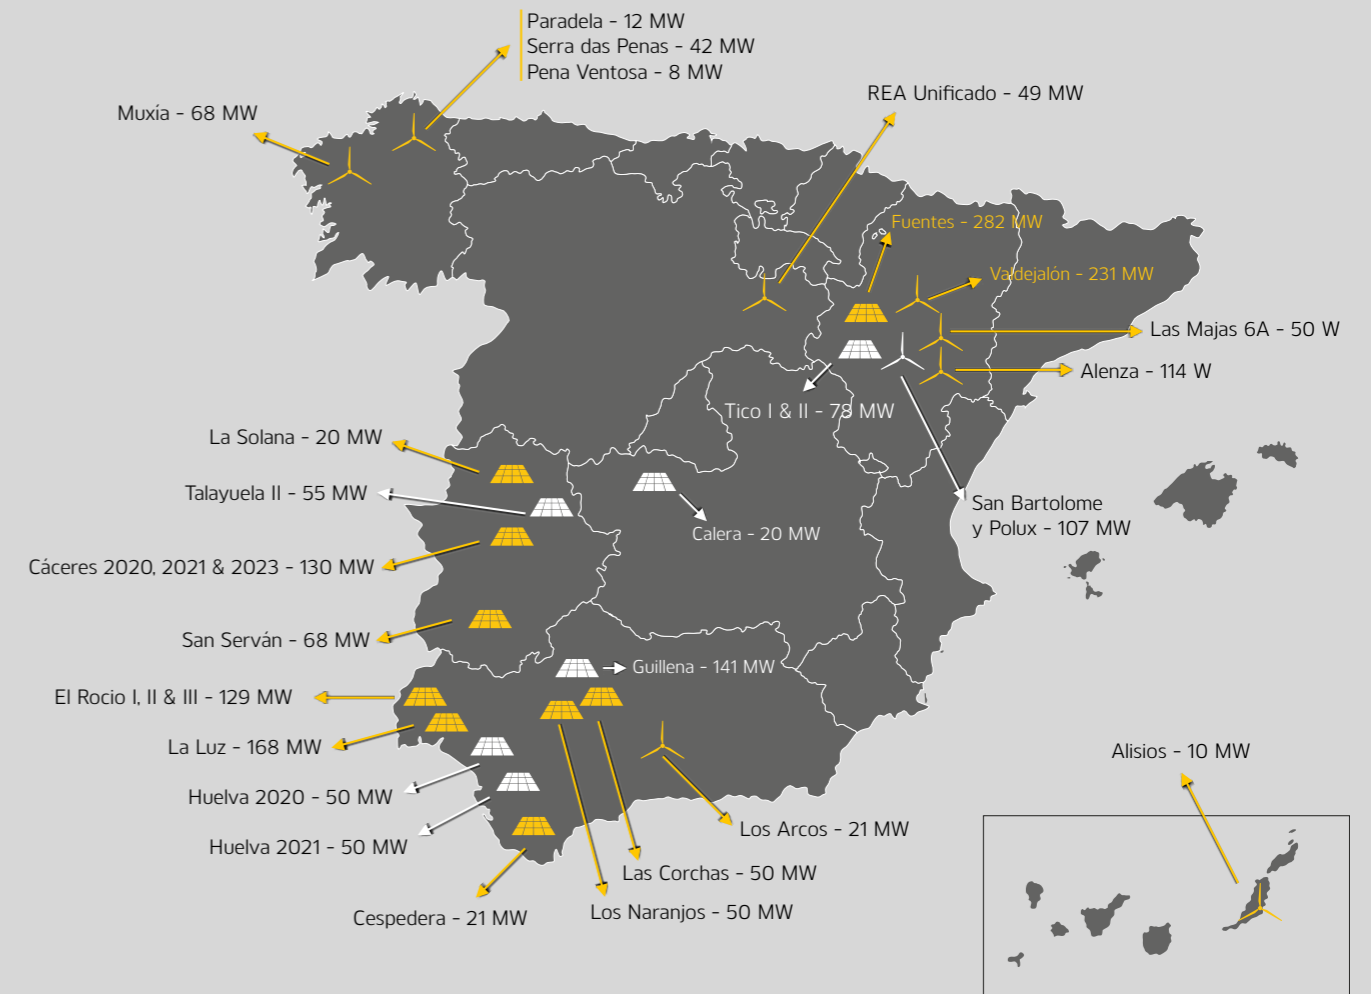 Paradela - 12 MW
Serra das Penas - 42 MW
Pena Ventosa - 8 MW
REA Unificado - 49 MW
Muxía - 68 MW
Fuentes - 282 MW
Valdejalón - 231 MW
Las Majas 6A - 50 W
Alenza - 114 W
Tico I & II - 78 MW
La Solana - 20 MW
Talayuela II - 55 MW
San Bartolome
y Polux - 107 MW
Calera - 20 MW
Cáceres 2020, 2021 & 2023 - 130 MW
San Serván - 68 MW
Guillena - 141 MW
El Rocio I, II & III - 129 MW
La Luz - 168 MW
Alisios - 10 MW
Huelva 2020 - 50 MW
Los Arcos - 21 MW
Huelva 2021 - 50 MW
Las Corchas - 50 MW
Los Naranjos - 50 MW
Cespedera - 21 MW